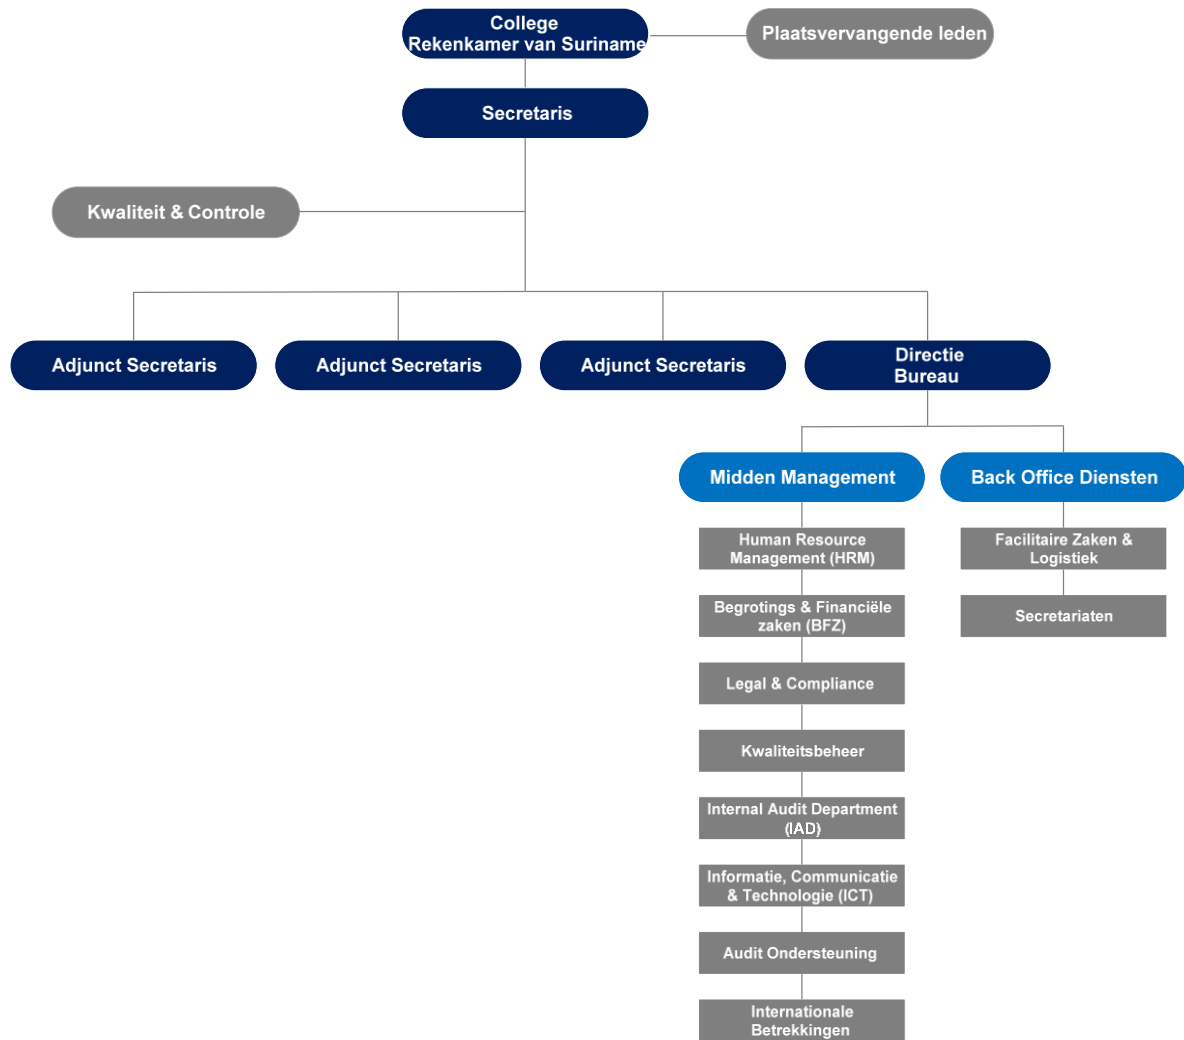 College
Rekenkamer van Suriname
Plaatsvervangende leden
Secretaris
Kwaliteit & Controle
Adjunct Secretaris
Adjunct Secretaris
Adjunct Secretaris
Directie
Bureau
Midden Management
Back Office Diensten
Human Resource
Management (HRM)
Facilitaire Zaken &
Logistiek
Begrotings & Financiële
zaken (BFZ)
Secretariaten
Legal & Compliance
Kwaliteitsbeheer
Internal Audit Department
(IAD)
Informatie, Communicatie
& Technologie (ICT)
Audit Ondersteuning
Internationale
Betrekkingen